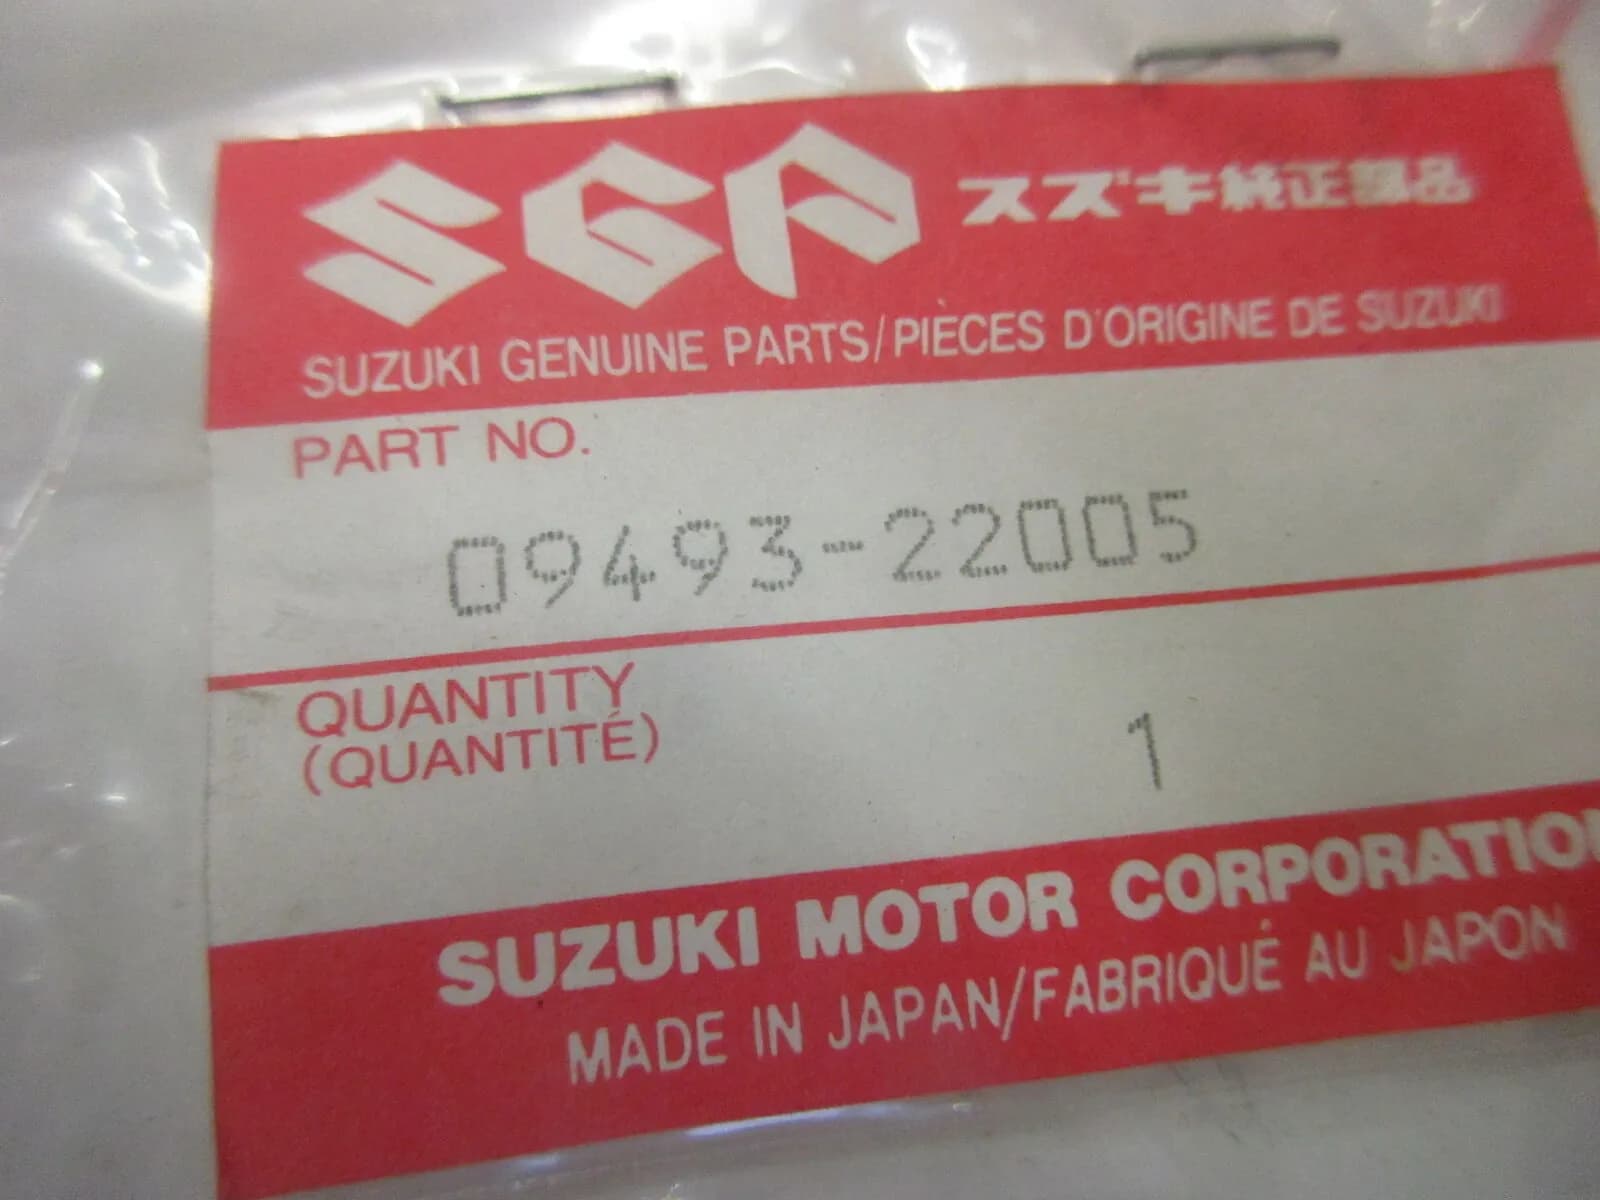 SGP スズキ純正部品
SUZUKI GENUINE PARTS/PIÈCES D'ORIGINE DE SUZUKI
PART NO.
09493-22005
QUANTITY
(QUANTITÉ)
1
SUZUKI MOTOR CORPORATION
MADE IN JAPAN/FABRIQUÉ AU JAPON